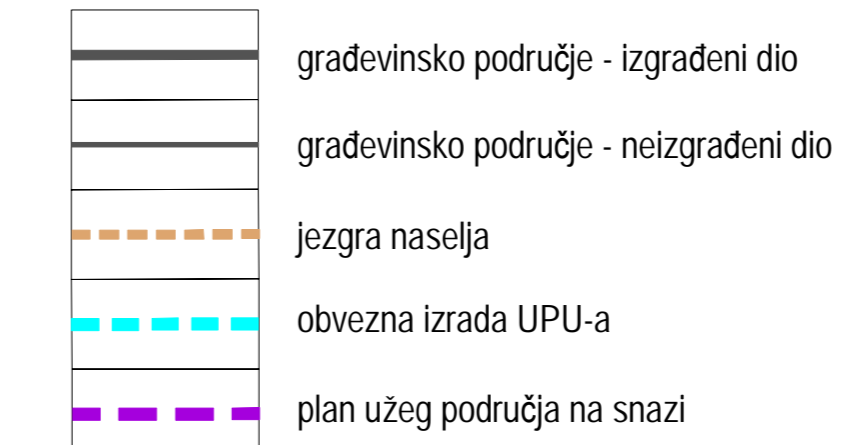 građevinsko područje - izgrađeni dio
građevinsko područje - neizgrađeni dio
jezgra naselja
obvezna izrada UPU-a
plan užeg područja na snazi